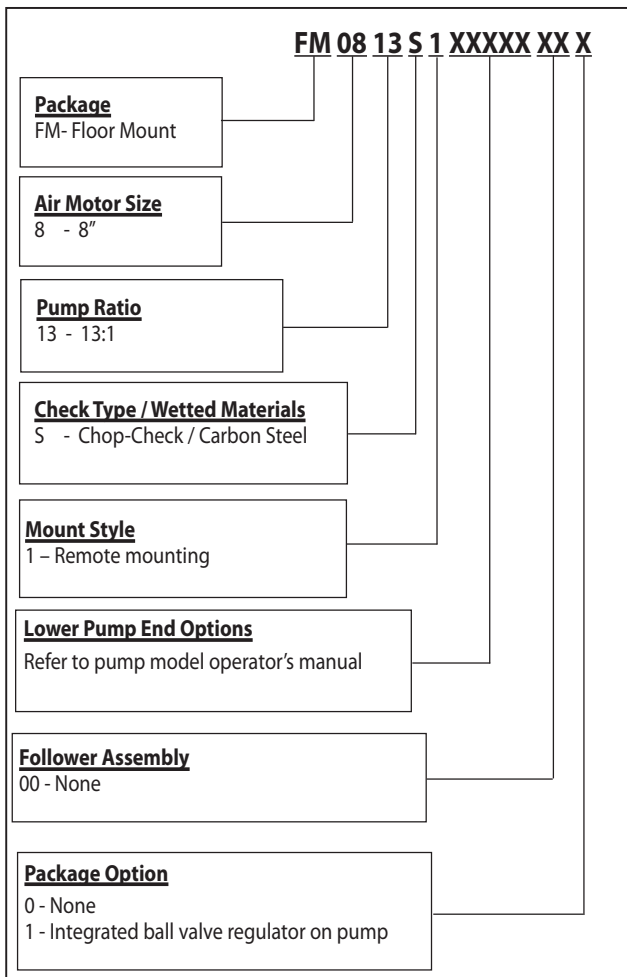 FM 08 13 S 1 XXXXX XX X
Package
FM- Floor Mount
Air Motor Size
8 - 8”
Pump Ratio
13 - 13:1
Check Type / Wetted Materials
S - Chop-Check / Carbon Steel
Mount Style
1 – Remote mounting
Lower Pump End Options
Refer to pump model operator’s manual
Follower Assembly
00 - None
Package Option
0 - None
1 - Integrated ball valve regulator on pump